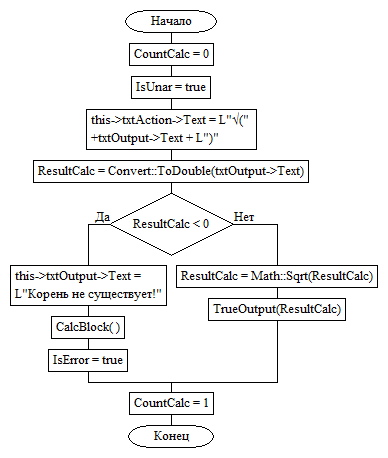 Начало
CountCalc = 0
IsUnar = true
this->txtAction->Text = L"√("
+txtOutput->Text + L")"
ResultCalc = Convert::ToDouble(txtOutput->Text)
Да
ResultCalc < 0
Нет
this->txtOutput->Text =
L"Корень не существует!"
ResultCalc = Math::Sqrt(ResultCalc)
CalcBlock( )
TrueOutput(ResultCalc)
IsError = true
CountCalc = 1
Конец